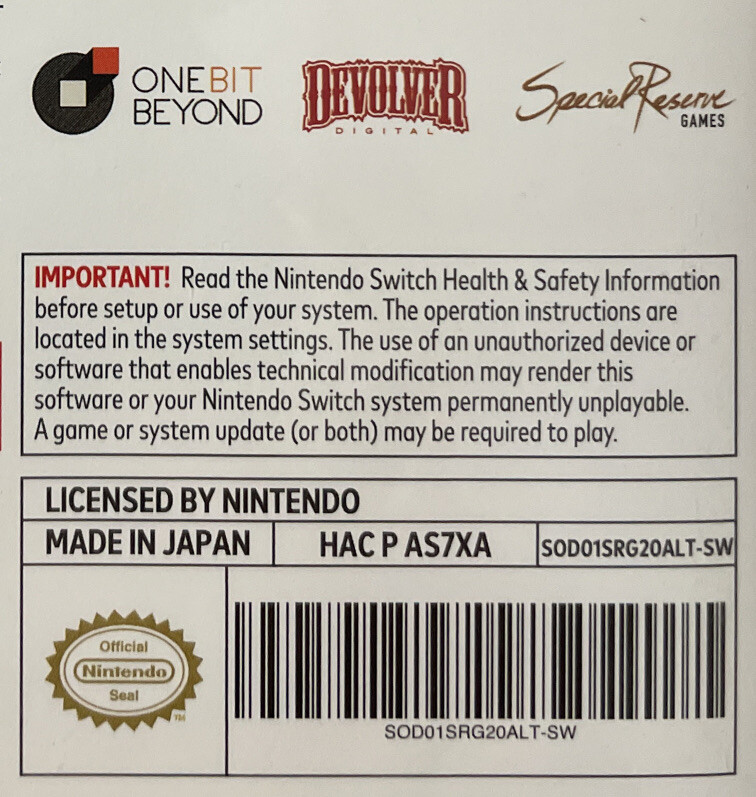 ONEBIT
BEYOND
DEVOLVER
DIGITAL
Special Reserve
GAMES
IMPORTANT! Read the Nintendo Switch Health & Safety Information
before setup or use of your system. The operation instructions are
located in the system settings. The use of an unauthorized device or
software that enables technical modification may render this
software or your Nintendo Switch system permanently unplayable.
A game or system update (or both) may be required to play.
LICENSED BY NINTENDO
MADE IN JAPAN
HAC P AS7XA
SOD01SRG20ALT-SW
Official
Nintendo
Seal
TM
SOD01SRG20ALT-SW